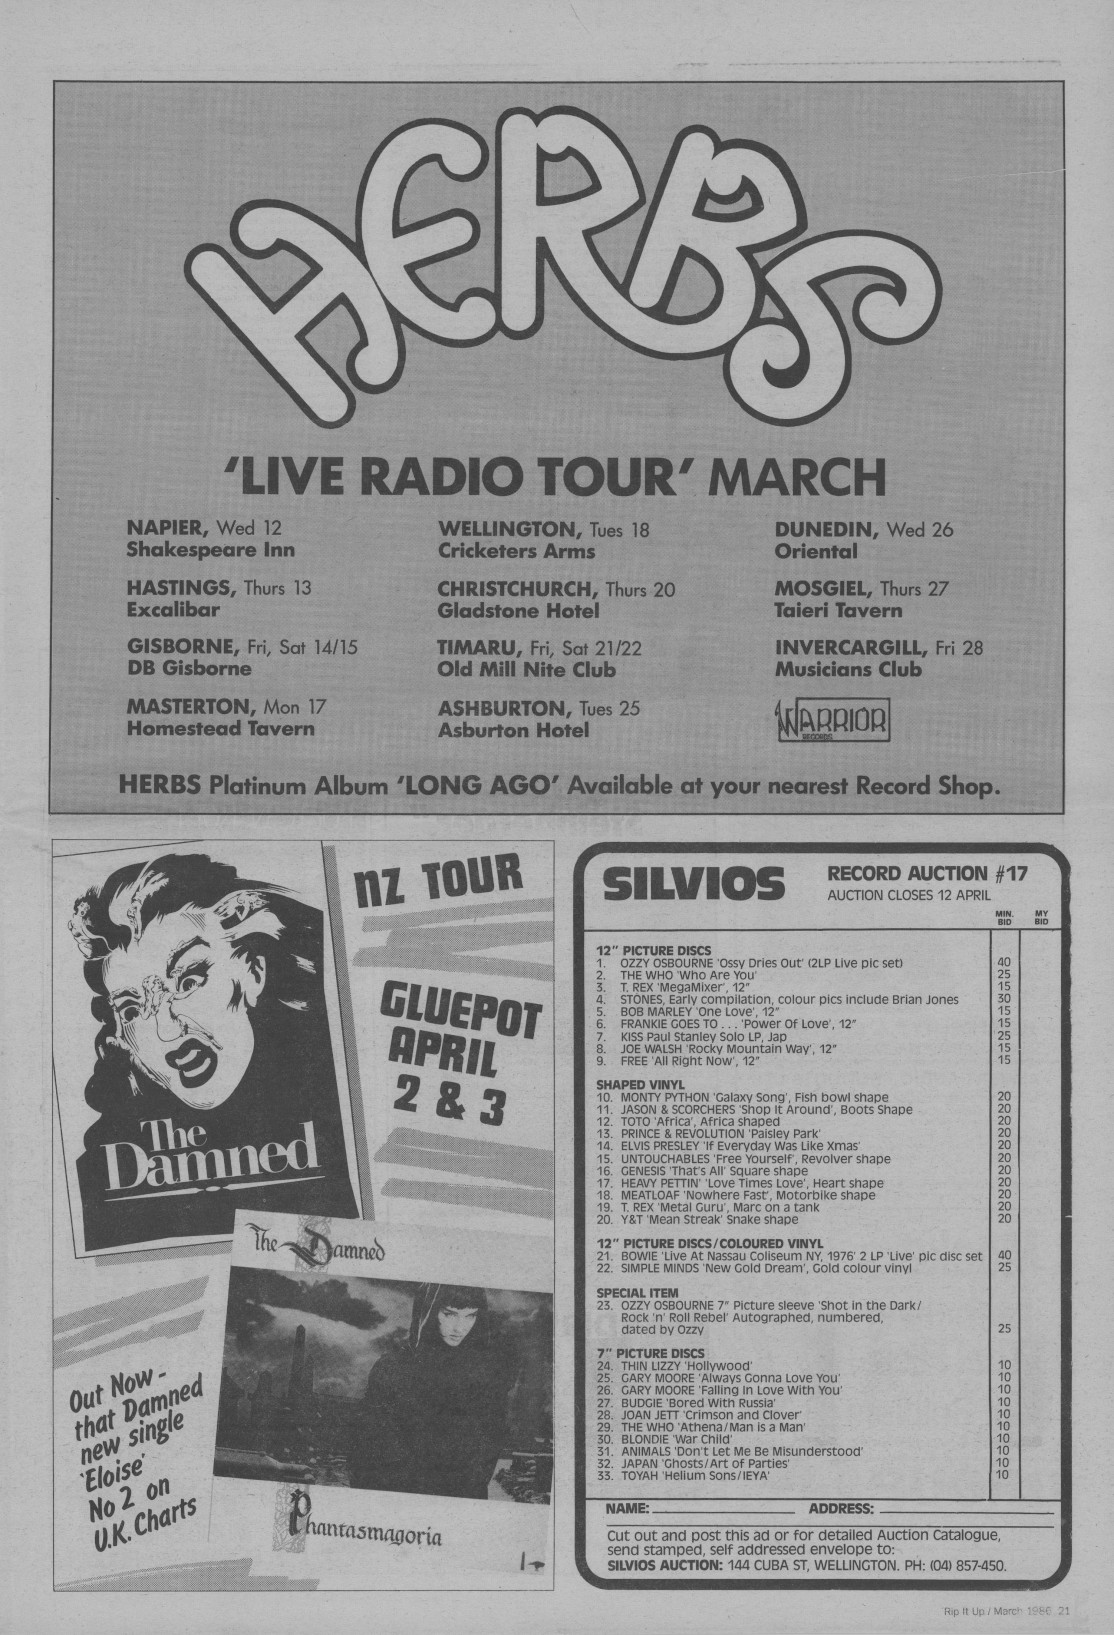 HERBS
'LIVE RADIO TOUR' MARCH
NAPIER, Wed 12
Shakespeare Inn
HASTINGS, Thurs 13
Excalibar
GISBORNE, Fri, Sat 14/15
DB Gisborne
MASTERTON, Mon 17
Homestead Tavern
WELLINGTON, Tues 18
Cricketers Arms
CHRISTCHURCH, Thurs 20
Gladstone Hotel
TIMARU, Fri, Sat 21/22
Old Mill Nite Club
ASHBURTON, Tues 25
Asburton Hotel
DUNEDIN, Wed 26
Oriental
MOSGIEL, Thurs 27
Taieri Tavern
INVERCARGILL, Fri 28
Musicians Club
WARRIOR
RECORDS
HERBS Platinum Album 'LONG AGO' Available at your nearest Record Shop.
NZ TOUR
GLUEPOT
APRIL
2 & 3
The
Damned
The Damned
Phantasmagoria
Out Now -
that Damned
new single
'Eloise'
No 2 on
U.K. Charts
SILVIOS
RECORD AUCTION #17
AUCTION CLOSES 12 APRIL
MIN. BID MY BID
12" PICTURE DISCS
1. OZZY OSBOURNE 'Ossy Dries Out' (2LP Live pic set) 40
2. THE WHO 'Who Are You' 25
3. T. REX 'MegaMixer', 12" 15
4. STONES, Early compilation, colour pics include Brian Jones 30
5. BOB MARLEY 'One Love', 12" 15
6. FRANKIE GOES TO . . . 'Power Of Love', 12" 15
7. KISS Paul Stanley Solo LP, Jap 25
8. JOE WALSH 'Rocky Mountain Way', 12" 15
9. FREE 'All Right Now', 12" 15
SHAPED VINYL
10. MONTY PYTHON 'Galaxy Song', Fish bowl shape 20
11. JASON & SCORCHERS 'Shop It Around', Boots Shape 20
12. TOTO 'Africa', Africa shaped 20
13. PRINCE & REVOLUTION 'Paisley Park' 20
14. ELVIS PRESLEY 'If Everyday Was Like Xmas' 20
15. UNTOUCHABLES 'Free Yourself', Revolver shape 20
16. GENESIS 'That's All' Square shape 20
17. HEAVY PETTIN' 'Love Times Love', Heart shape 20
18. MEATLOAF 'Nowhere Fast', Motorbike shape 20
19. T. REX 'Metal Guru', Marc on a tank 20
20. Y&T 'Mean Streak' Snake shape 20
12" PICTURE DISCS/COLOURED VINYL
21. BOWIE 'Live At Nassau Coliseum NY, 1976' 2 LP 'Live' pic disc set 40
22. SIMPLE MINDS 'New Gold Dream', Gold colour vinyl 25
SPECIAL ITEM
23. OZZY OSBOURNE 7" Picture sleeve 'Shot in the Dark/
Rock 'n' Roll Rebel' Autographed, numbered,
dated by Ozzy 25
7" PICTURE DISCS
24. THIN LIZZY 'Hollywood' 10
25. GARY MOORE 'Always Gonna Love You' 10
26. GARY MOORE 'Falling In Love With You' 10
27. BUDGIE 'Bored With Russia' 10
28. JOAN JETT 'Crimson and Clover' 10
29. THE WHO 'Athena/Man is a Man' 10
30. BLONDIE 'War Child' 10
31. ANIMALS 'Don't Let Me Be Misunderstood' 10
32. JAPAN 'Ghosts/Art of Parties' 10
33. TOYAH 'Helium Sons/IEYA' 10
NAME: ADDRESS:
Cut out and post this ad or for detailed Auction Catalogue,
send stamped, self addressed envelope to:
SILVIOS AUCTION: 144 CUBA ST, WELLINGTON. PH: (04) 857-450.
Rip It Up / March 1986 21